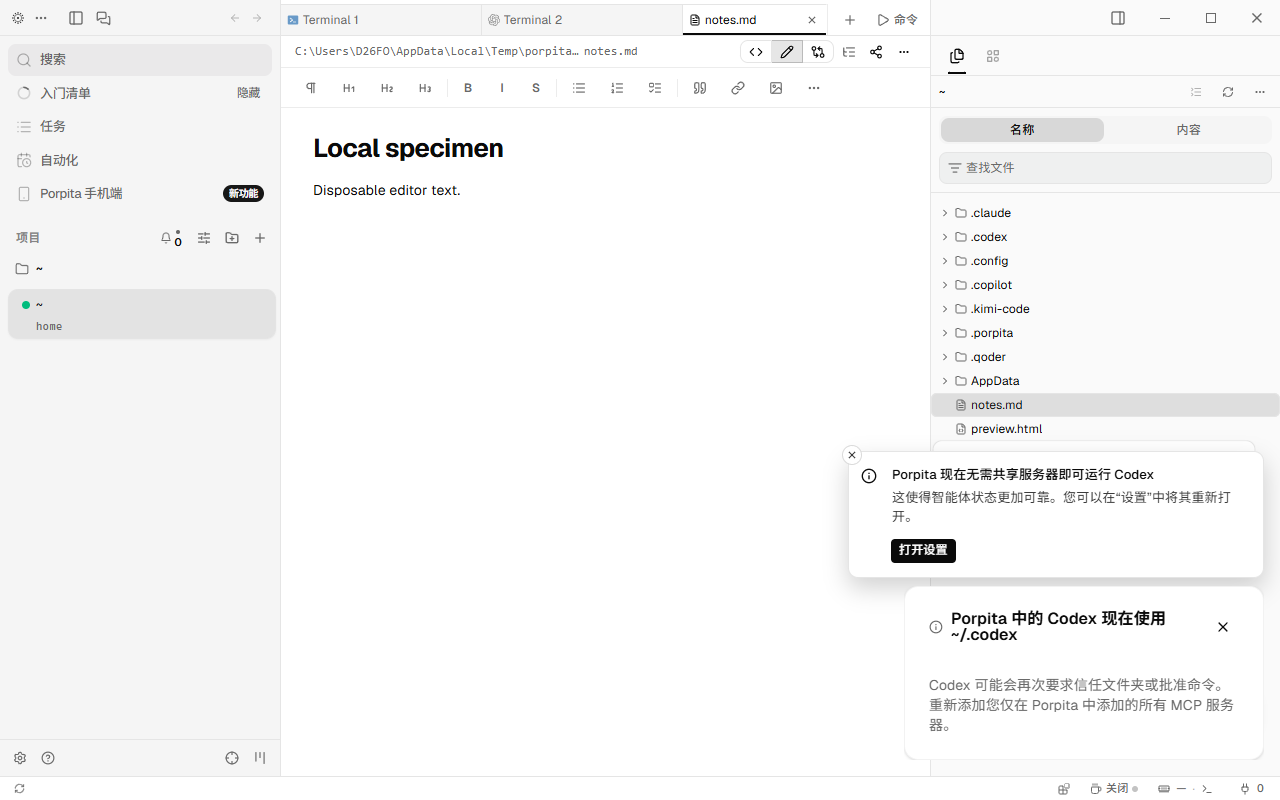 Terminal 1
Terminal 2
notes.md
命令
C:\Users\D26FO\AppData\Local\Temp\porpita… notes.md
搜索
入门清单
隐藏
任务
自动化
Porpita 手机端
新功能
项目
0
~
~
home
H1
H2
H3
B
I
S
Local specimen
Disposable editor text.
~
名称
内容
查找文件
.claude
.codex
.config
.copilot
.kimi-code
.porpita
.qoder
AppData
notes.md
preview.html
Porpita 现在无需共享服务器即可运行 Codex
这使得智能体状态更加可靠。您可以在“设置”中将其重新打
开。
打开设置
Porpita 中的 Codex 现在使用
~/.codex
Codex 可能会再次要求信任文件夹或批准命令。
重新添加您仅在 Porpita 中添加的所有 MCP 服务
器。
关闭
0